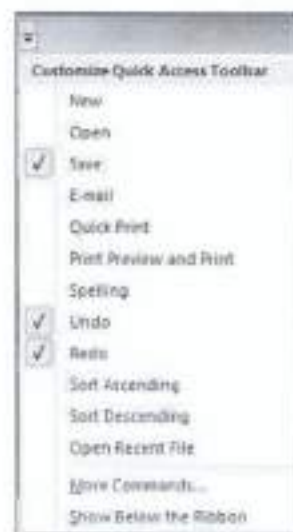 Customize Quick Access Toolbar
New
Open
Save
E-mail
Quick Print
Print Preview and Print
Spelling
Undo
Redo
Sort Ascending
Sort Descending
Open Recent File
More Commands...
Show Below the Ribbon